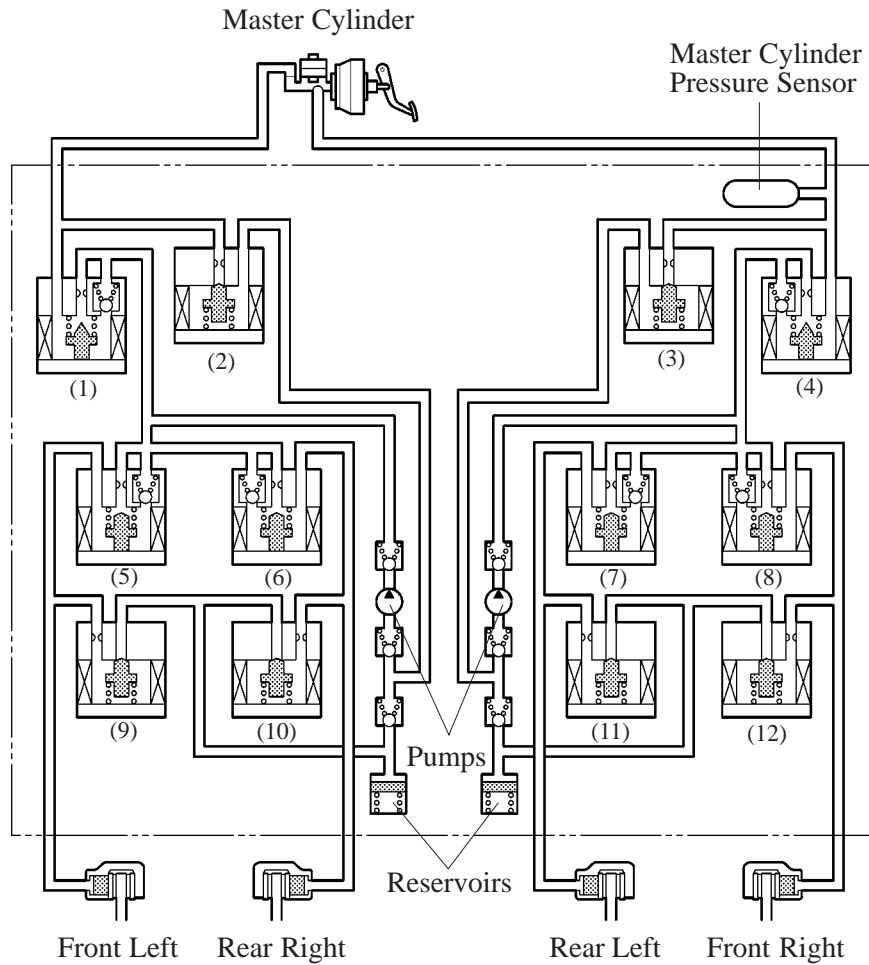 Master Cylinder
Master Cylinder
Pressure Sensor
(1)
(2)
(3)
(4)
(5)
(6)
(7)
(8)
(9)
(10)
(11)
(12)
Pumps
Reservoirs
Front Left
Rear Right
Rear Left
Front Right